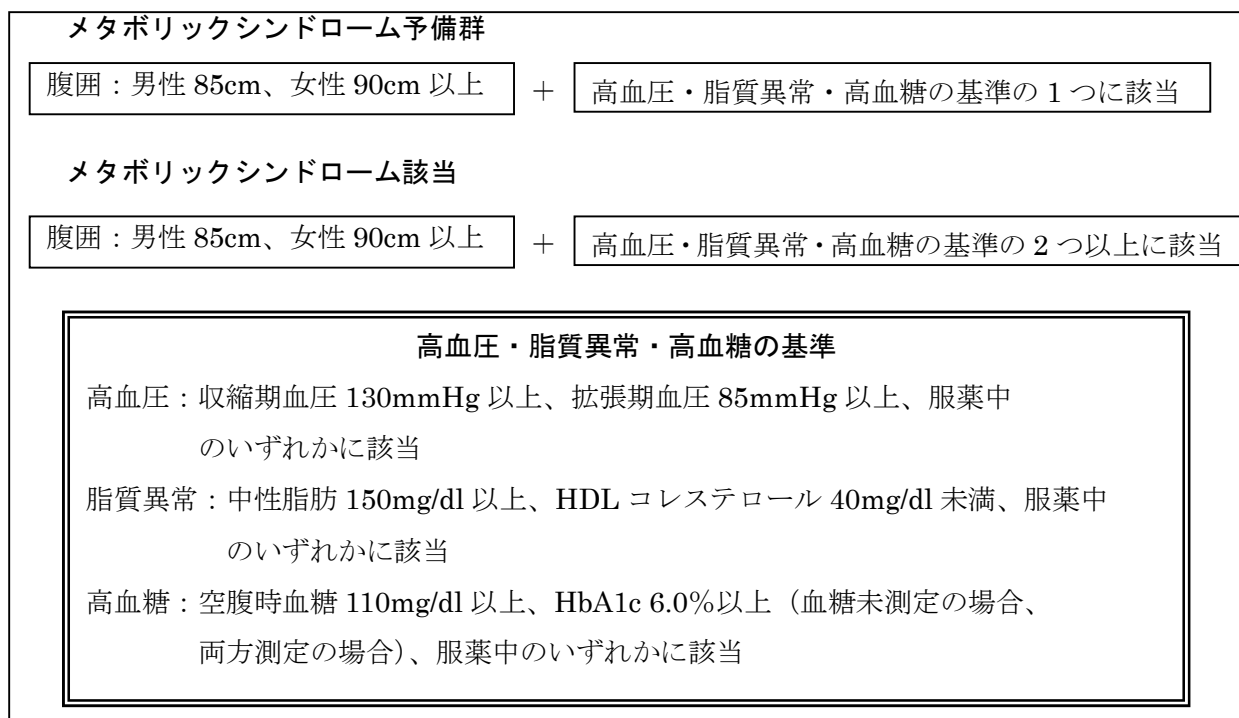 メタボリックシンドローム予備群
腹囲：男性 85cm、女性 90cm 以上 ＋ 高血圧・脂質異常・高血糖の基準の 1 つに該当
メタボリックシンドローム該当
腹囲：男性 85cm、女性 90cm 以上 ＋ 高血圧・脂質異常・高血糖の基準の 2 つ以上に該当
高血圧・脂質異常・高血糖の基準
高血圧：収縮期血圧 130mmHg 以上、拡張期血圧 85mmHg 以上、服薬中
のいずれかに該当
脂質異常：中性脂肪 150mg/dl 以上、HDL コレステロール 40mg/dl 未満、服薬中
のいずれかに該当
高血糖：空腹時血糖 110mg/dl 以上、HbA1c 6.0％以上（血糖未測定の場合、
両方測定の場合）、服薬中のいずれかに該当